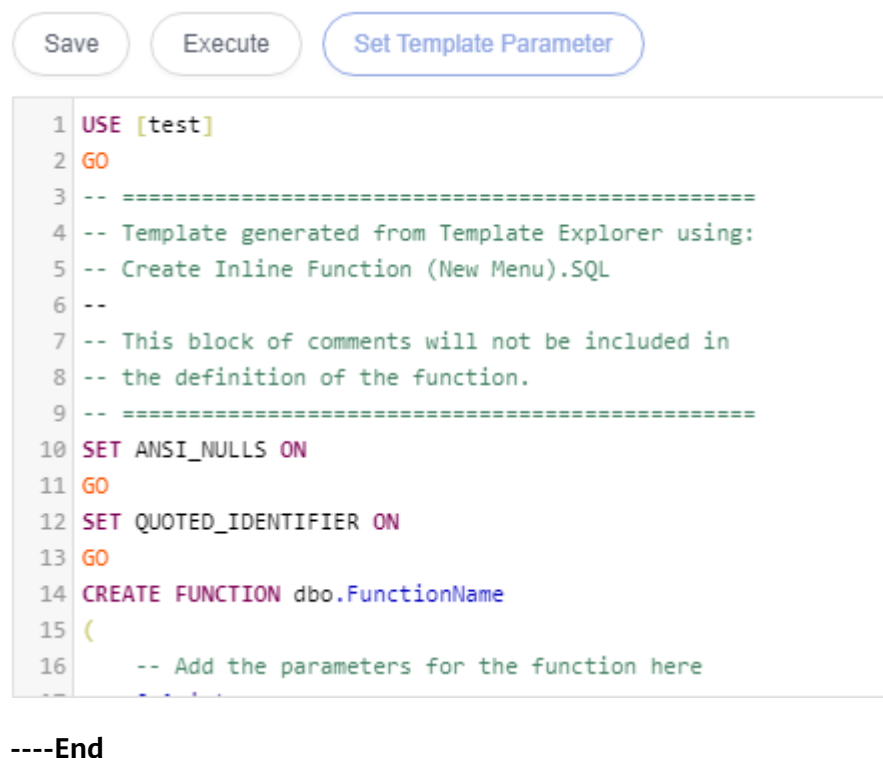 Save Execute Set Template Parameter
1 USE [test]
2 GO
3 -- ================================================
4 -- Template generated from Template Explorer using:
5 -- Create Inline Function (New Menu).SQL
6 --
7 -- This block of comments will not be included in
8 -- the definition of the function.
9 -- ================================================
10 SET ANSI_NULLS ON
11 GO
12 SET QUOTED_IDENTIFIER ON
13 GO
14 CREATE FUNCTION dbo.FunctionName
15 (
16 -- Add the parameters for the function here
----End